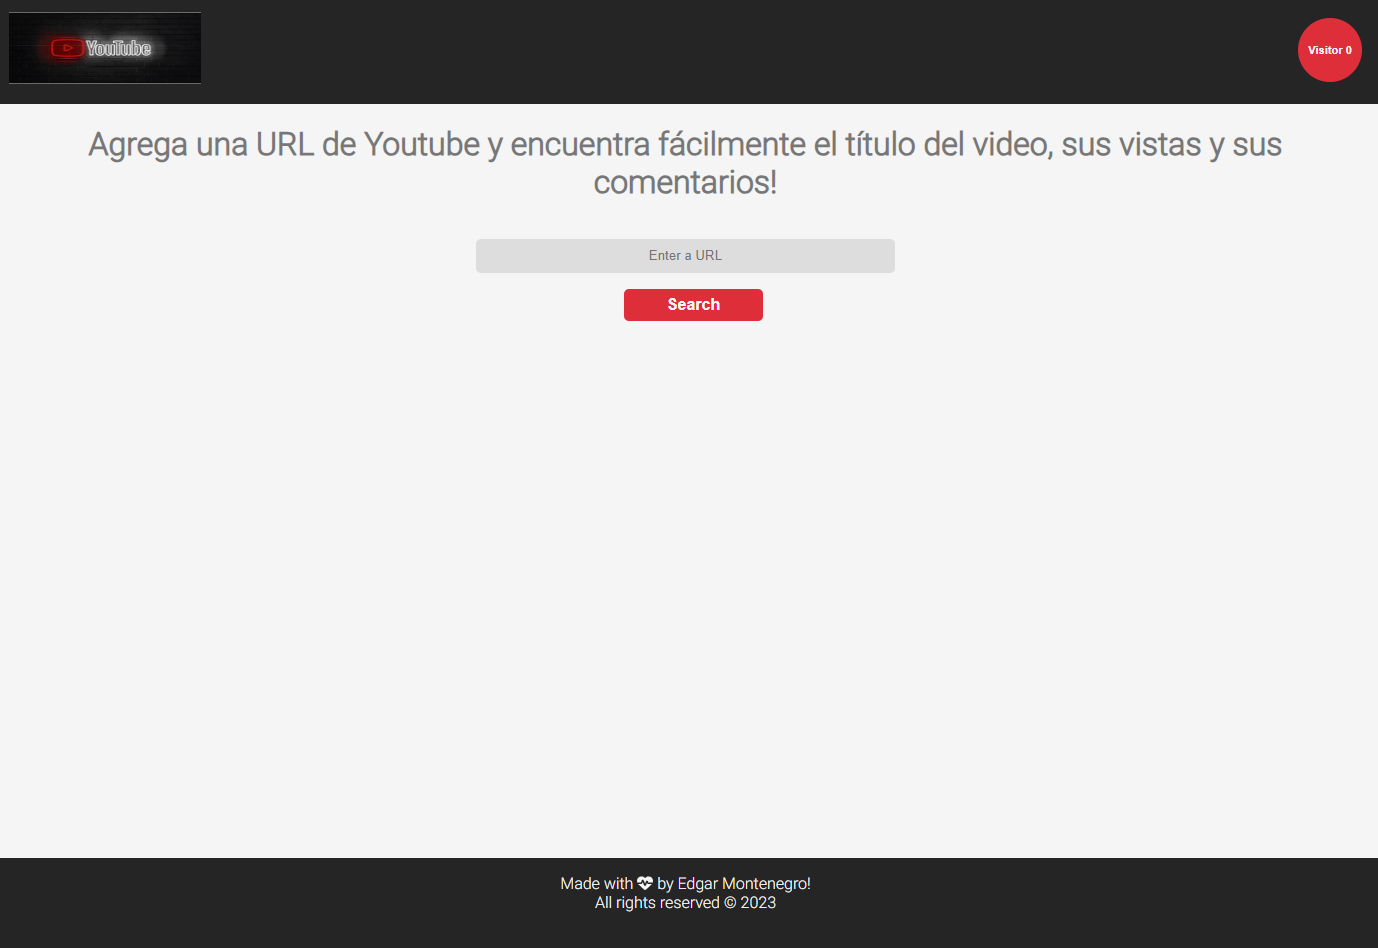 YouTube
Visitor 0
Agrega una URL de Youtube y encuentra fácilmente el título del video, sus vistas y sus
comentarios!
Enter a URL
Search
Made with by Edgar Montenegro!
All rights reserved © 2023